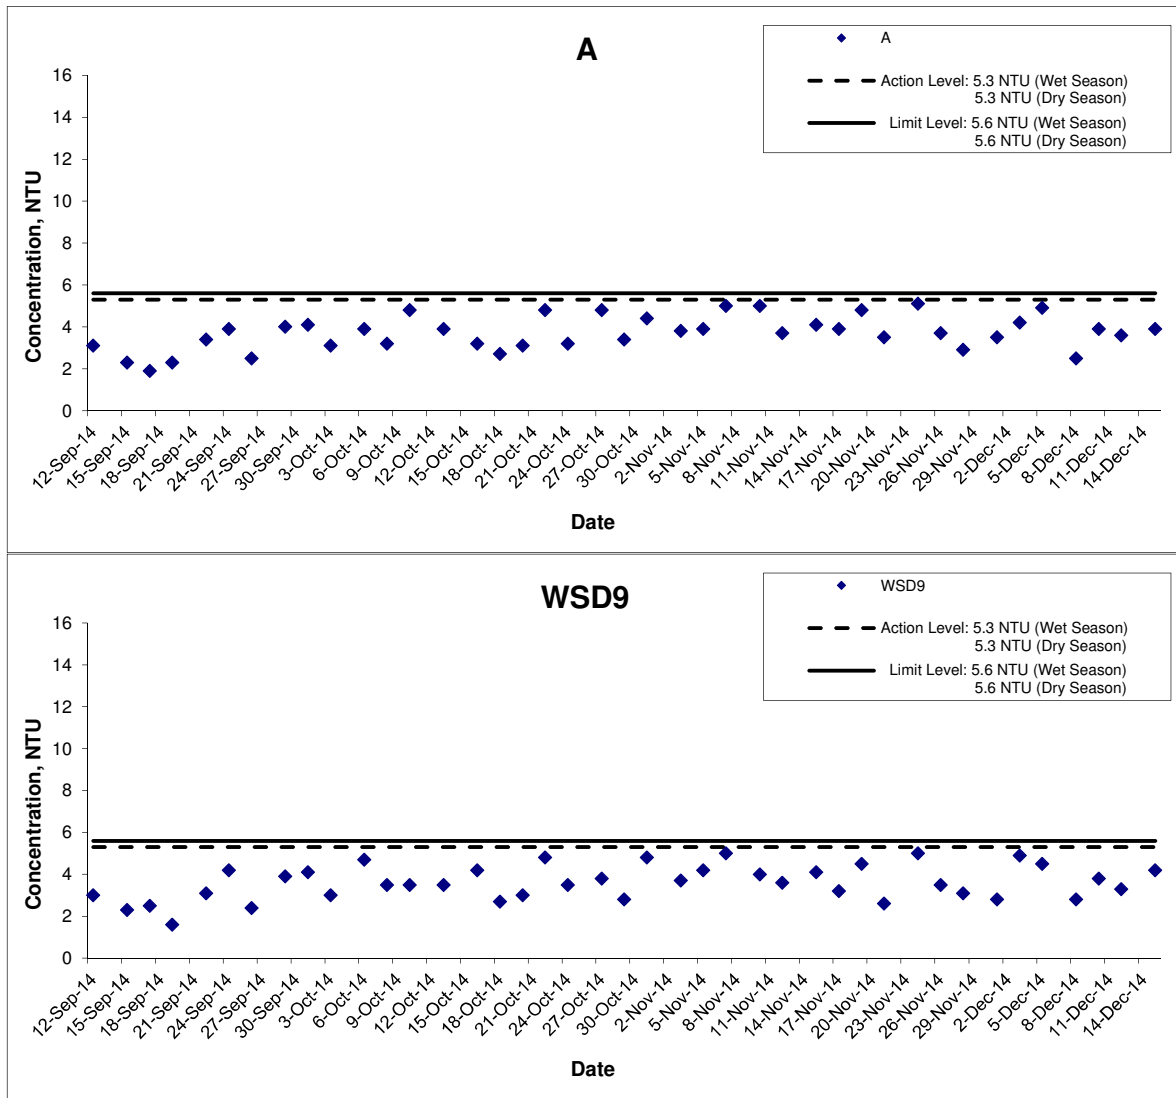 A
A
Action Level: 5.3 NTU (Wet Season)
5.3 NTU (Dry Season)
Limit Level: 5.6 NTU (Wet Season)
5.6 NTU (Dry Season)
Concentration, NTU
16
14
12
10
8
6
4
2
0
12-Sep-14
15-Sep-14
18-Sep-14
21-Sep-14
24-Sep-14
27-Sep-14
30-Sep-14
3-Oct-14
6-Oct-14
9-Oct-14
12-Oct-14
15-Oct-14
18-Oct-14
21-Oct-14
24-Oct-14
27-Oct-14
30-Oct-14
2-Nov-14
5-Nov-14
8-Nov-14
11-Nov-14
14-Nov-14
17-Nov-14
20-Nov-14
23-Nov-14
26-Nov-14
29-Nov-14
2-Dec-14
5-Dec-14
8-Dec-14
11-Dec-14
14-Dec-14
Date
WSD9
WSD9
Action Level: 5.3 NTU (Wet Season)
5.3 NTU (Dry Season)
Limit Level: 5.6 NTU (Wet Season)
5.6 NTU (Dry Season)
Concentration, NTU
16
14
12
10
8
6
4
2
0
12-Sep-14
15-Sep-14
18-Sep-14
21-Sep-14
24-Sep-14
27-Sep-14
30-Sep-14
3-Oct-14
6-Oct-14
9-Oct-14
12-Oct-14
15-Oct-14
18-Oct-14
21-Oct-14
24-Oct-14
27-Oct-14
30-Oct-14
2-Nov-14
5-Nov-14
8-Nov-14
11-Nov-14
14-Nov-14
17-Nov-14
20-Nov-14
23-Nov-14
26-Nov-14
29-Nov-14
2-Dec-14
5-Dec-14
8-Dec-14
11-Dec-14
14-Dec-14
Date